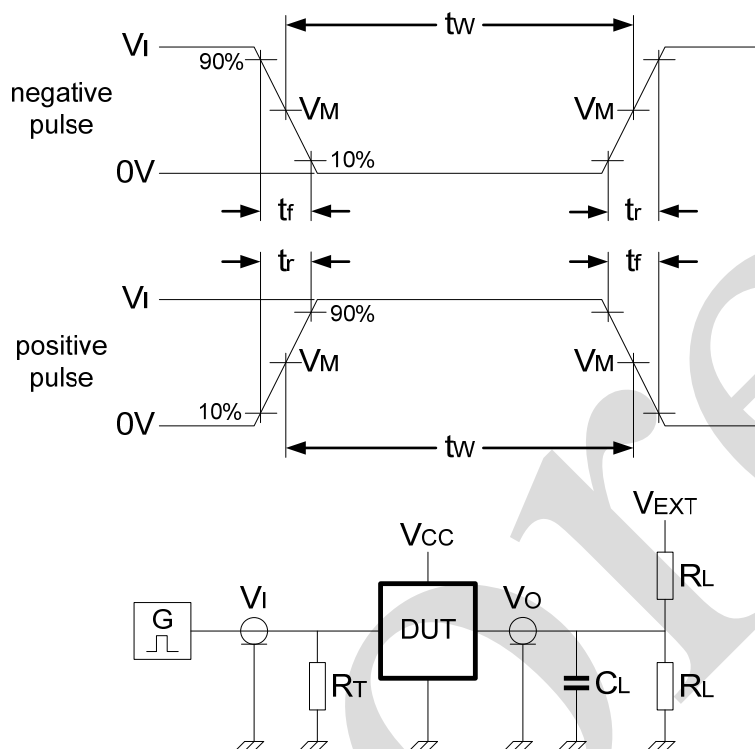 tW
VI
90%
negative
pulse
VM
VM
10%
0V
tf
tr
tr
tf
VI
90%
positive
pulse
VM
VM
10%
0V
tW
VEXT
VCC
RL
VI
VO
G
DUT
RT
CL
RL